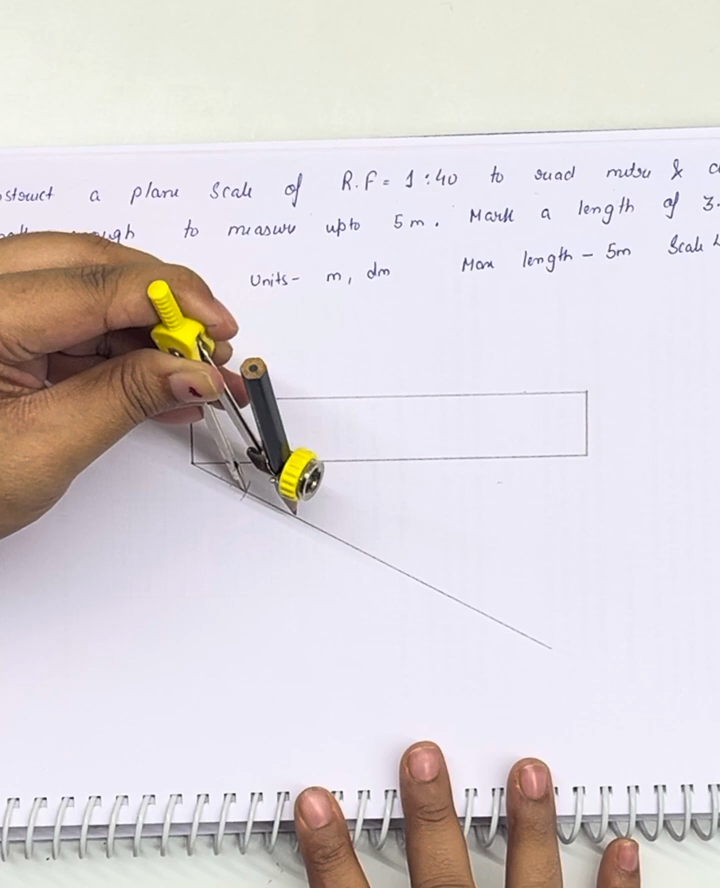 nstruct a plane Scale of R.F = 1:40 to read metre &
to measure upto 5m. Mark a length of 3.
Units- m, dm Max length - 5m Scale